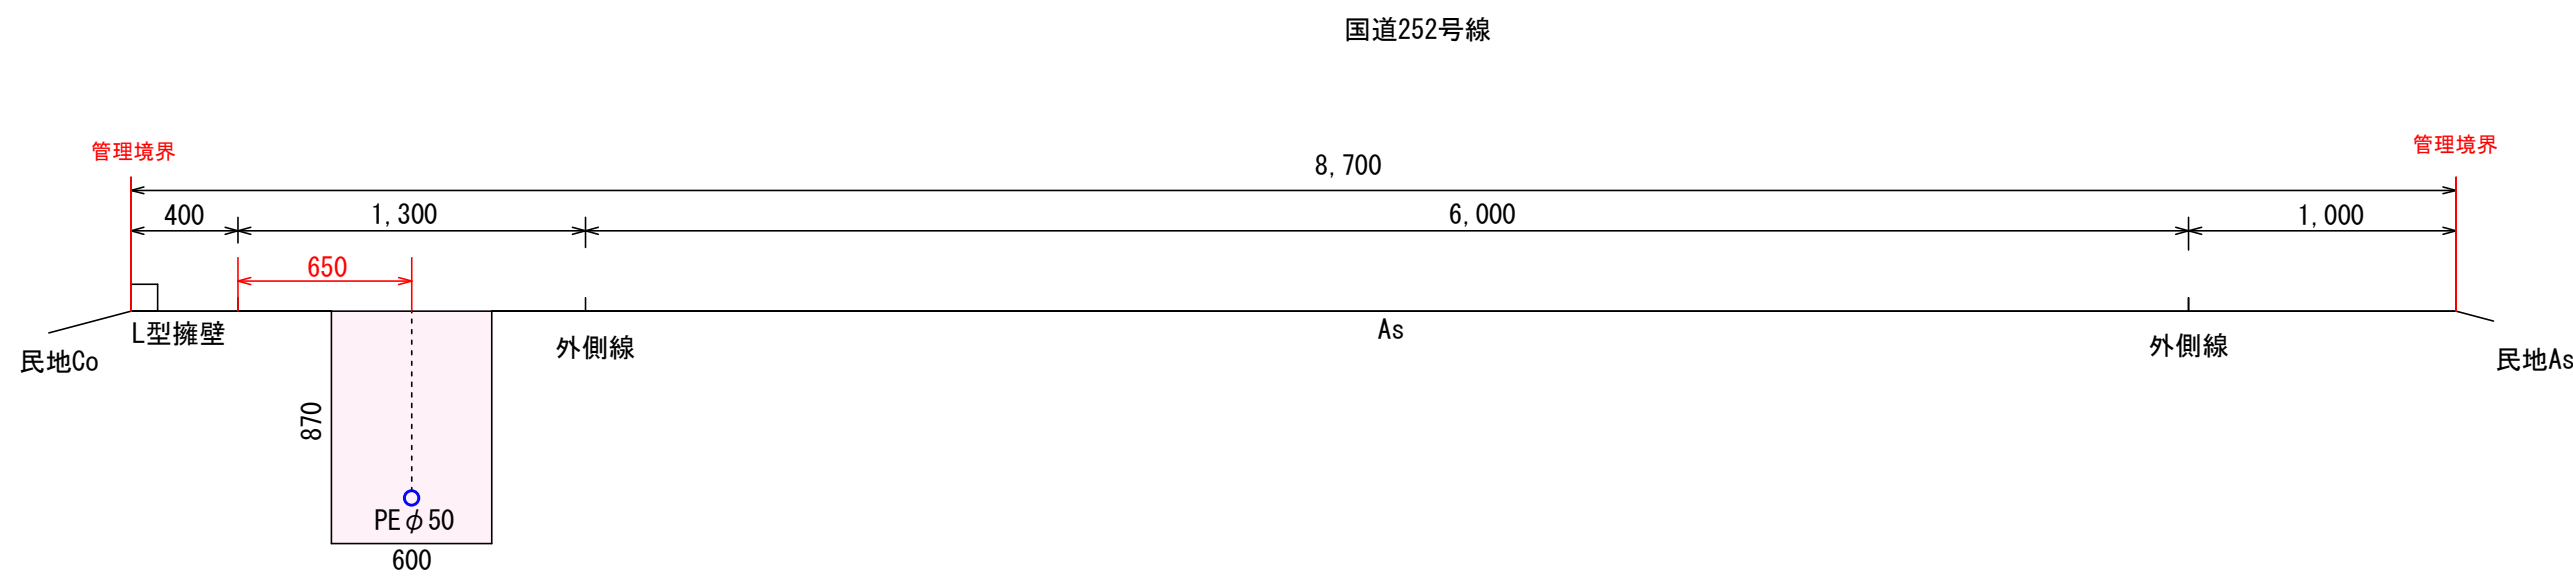 国道252号線
管理境界
管理境界
8,700
400
1,300
6,000
1,000
650
L型擁壁
As
外側線
外側線
民地Co
民地As
870
PEφ50
600